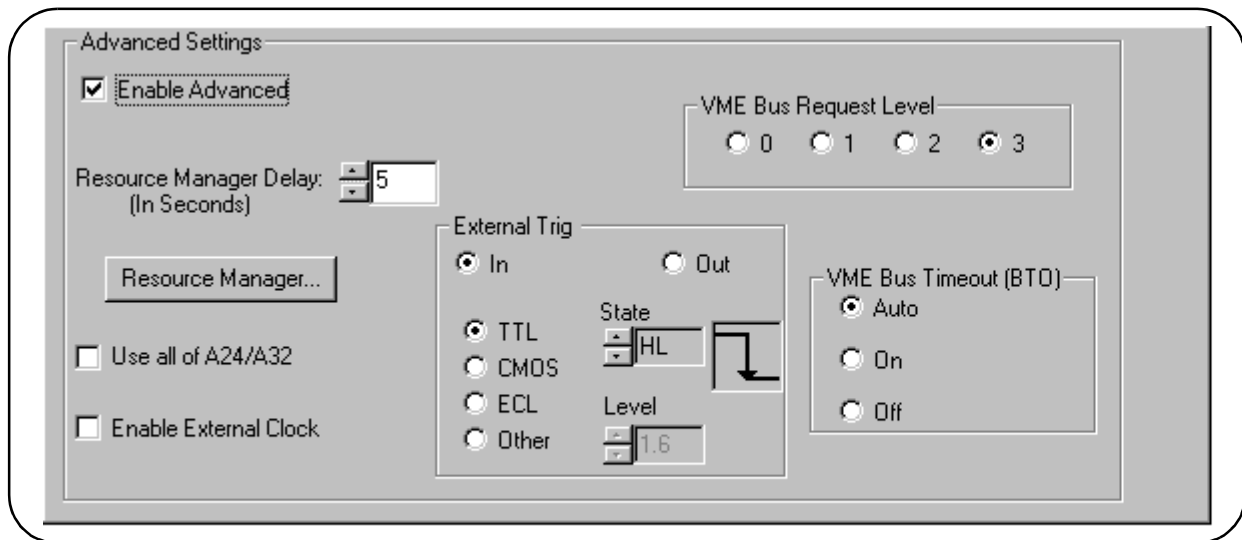 Advanced Settings
Enable Advanced
VME Bus Request Level
0 1 2 3
Resource Manager Delay: 5
(In Seconds)
External Trig
In Out
Resource Manager...
VME Bus Timeout (BTO)
Auto
State
TTL HL
Use all of A24/A32
CMOS
On
ECL Level
Off
Enable External Clock
Other 1.6